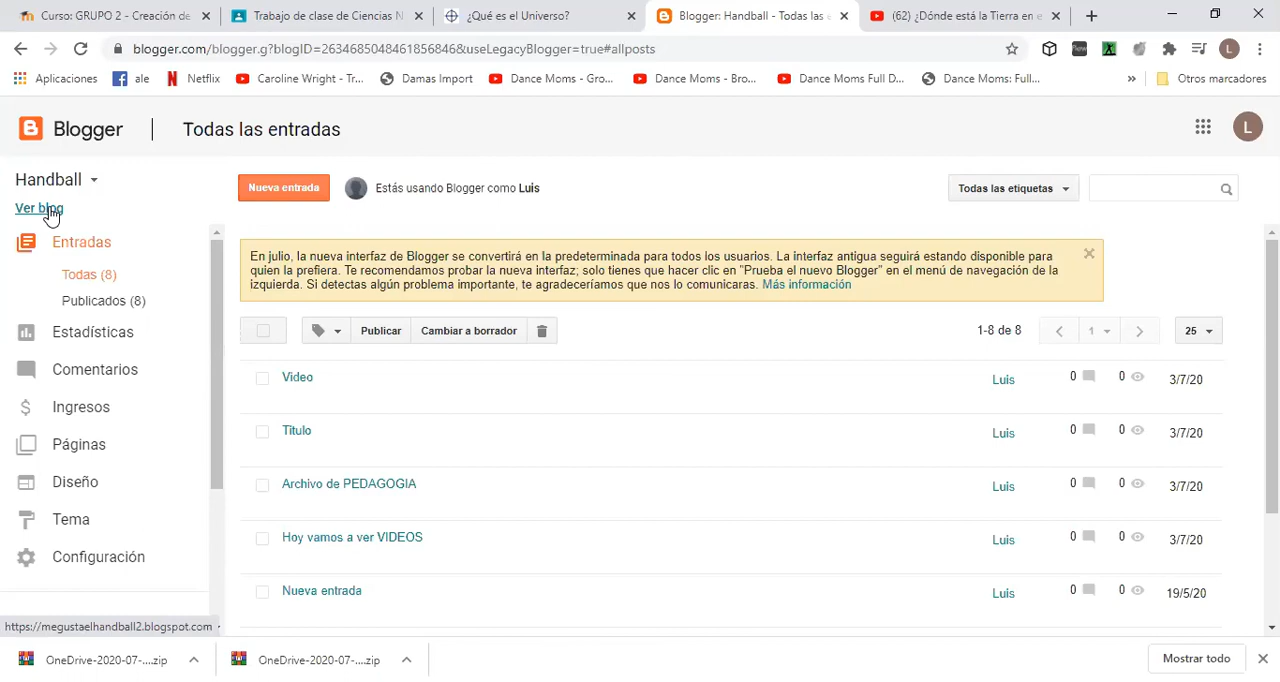 Curso: GRUPO 2 - Creación de
Trabajo de clase de Ciencias N
¿Qué es el Universo?
Blogger: Handball - Todas las e
(62) ¿Dónde está la Tierra en e
blogger.com/blogger.g?blogID=2634685048461856846&useLegacyBlogger=true#allposts
L
Aplicaciones
ale
Netflix
Caroline Wright - Tr...
Damas Import
Dance Moms - Gro...
Dance Moms - Bro...
Dance Moms Full D...
Dance Moms: Full...
»
Otros marcadores
Blogger
Todas las entradas
L
Handball
Ver blog
Nueva entrada
Estás usando Blogger como Luis
Todas las etiquetas
Entradas
Todas (8)
Publicados (8)
Estadísticas
Comentarios
Ingresos
Páginas
Diseño
Tema
Configuración
En julio, la nueva interfaz de Blogger se convertirá en la predeterminada para todos los usuarios. La interfaz antigua seguirá estando disponible para
quien la prefiera. Te recomendamos probar la nueva interfaz; solo tienes que hacer clic en "Prueba el nuevo Blogger" en el menú de navegación de la
izquierda. Si detectas algún problema importante, te agradeceríamos que nos lo comunicaras. Más información
Publicar
Cambiar a borrador
1-8 de 8
1
25
Video Luis 0 0 3/7/20
Titulo Luis 0 0 3/7/20
Archivo de PEDAGOGIA Luis 0 0 3/7/20
Hoy vamos a ver VIDEOS Luis 0 0 3/7/20
Nueva entrada Luis 0 0 19/5/20
https://megustaelhandball2.blogspot.com
OneDrive-2020-07-....zip
OneDrive-2020-07-....zip
Mostrar todo